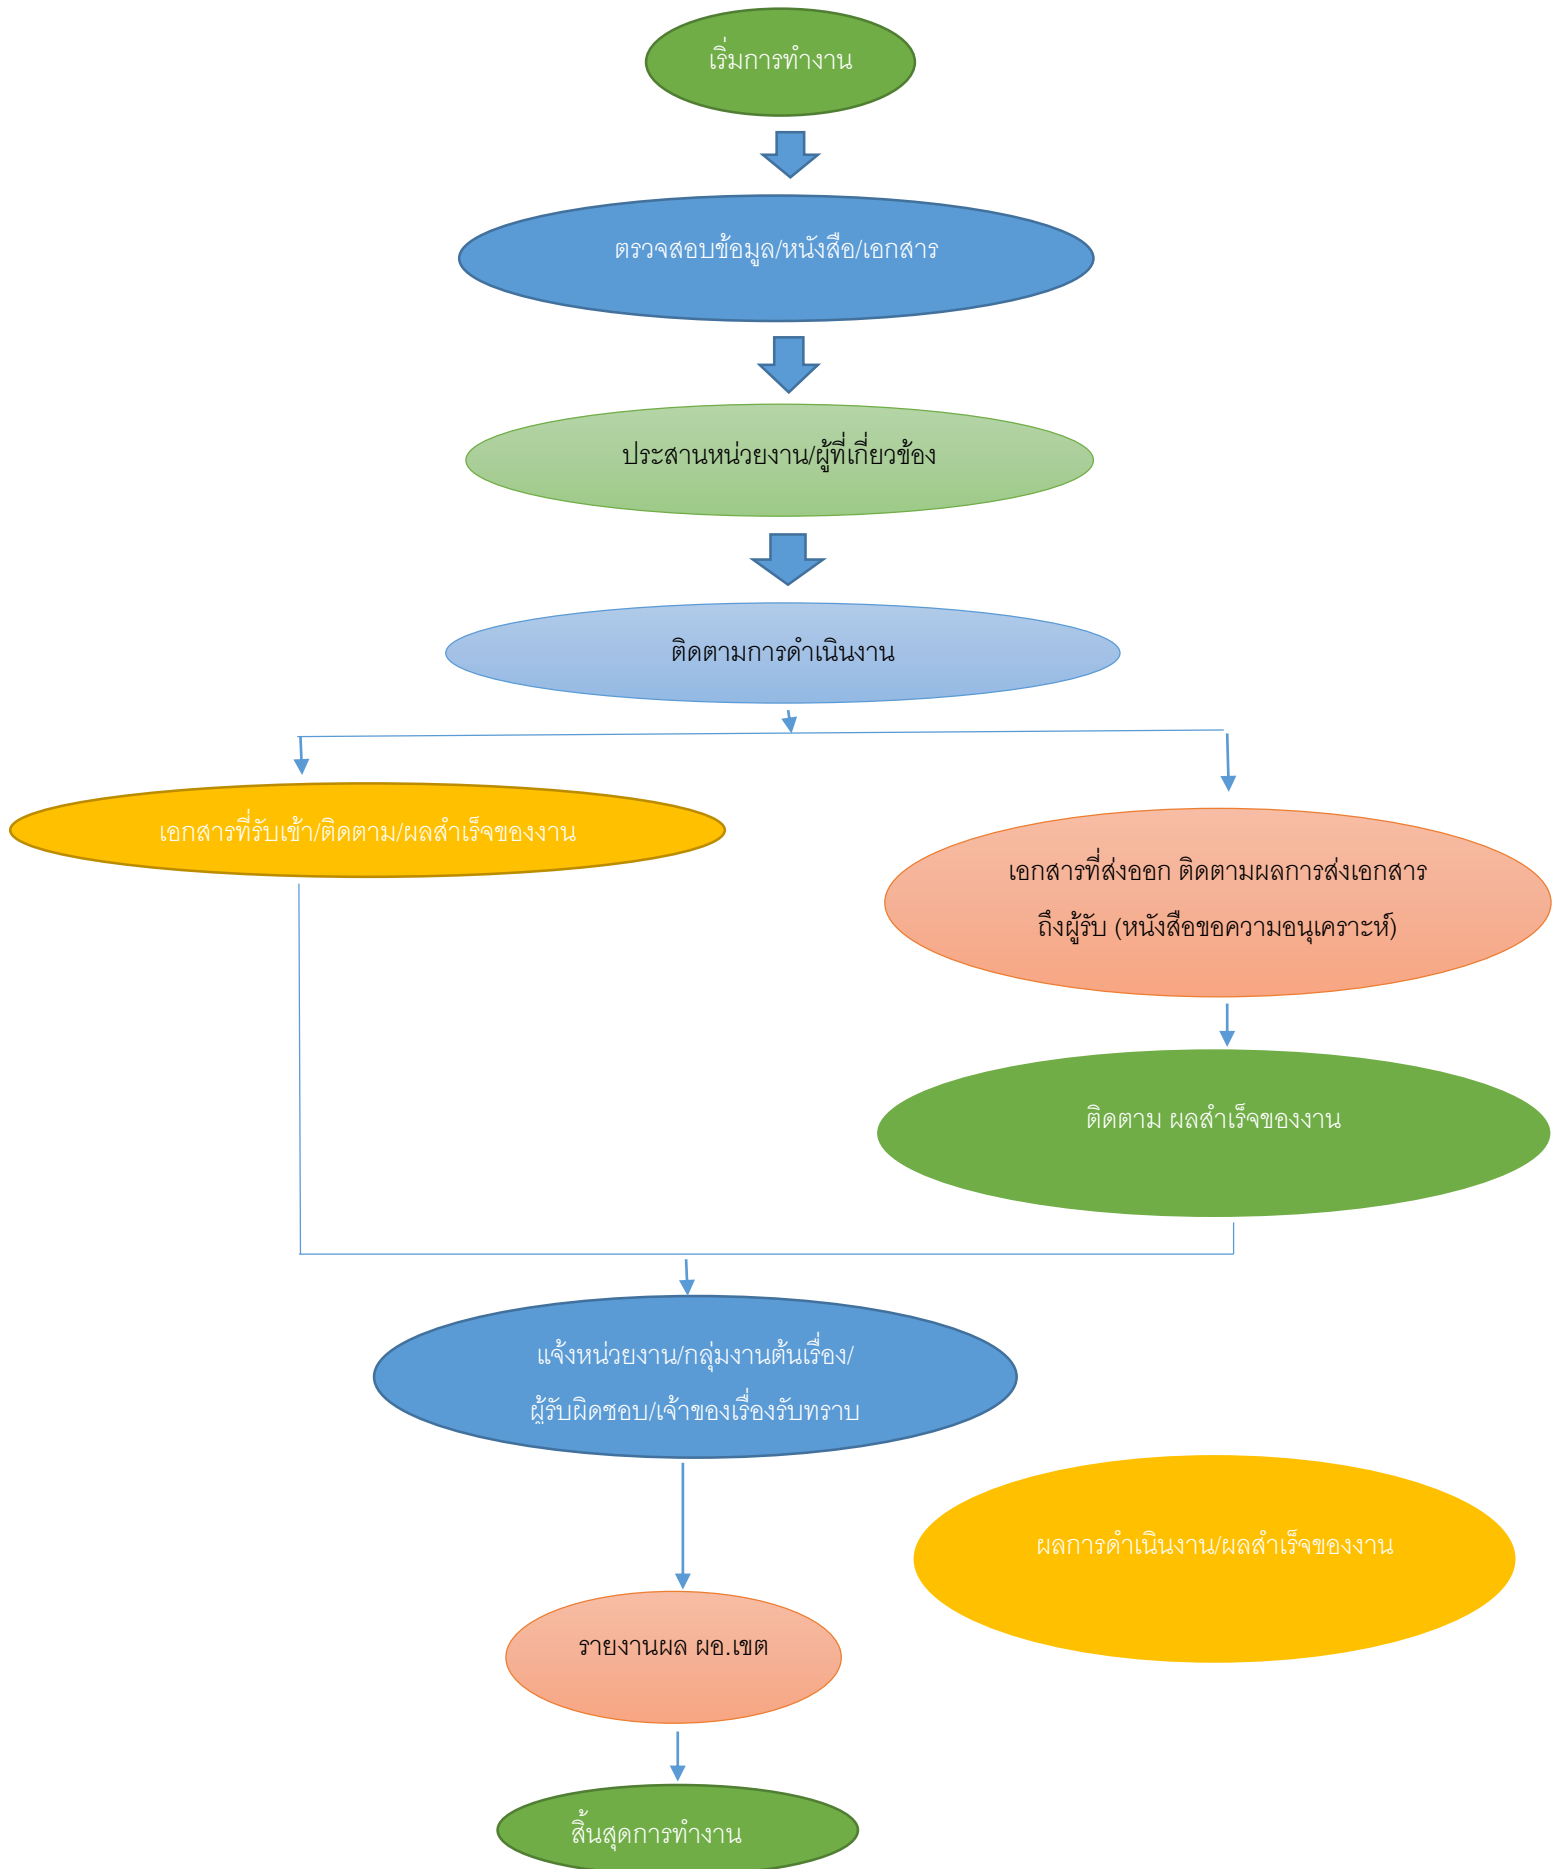 เริ่มการทำงาน
ตรวจสอบข้อมูล/หนังสือ/เอกสาร
ประสานหน่วยงาน/ผู้ที่เกี่ยวข้อง
ติดตามการดำเนินงาน
เอกสารที่รับเข้า/ติดตาม/ผลสำเร็จของงาน
เอกสารที่ส่งออก ติดตามผลการส่งเอกสาร
ถึงผู้รับ (หนังสือขอความอนุเคราะห์)
ติดตาม ผลสำเร็จของงาน
แจ้งหน่วยงาน/กลุ่มงานต้นเรื่อง/
ผู้รับผิดชอบ/เจ้าของเรื่องรับทราบ
ผลการดำเนินงาน/ผลสำเร็จของงาน
รายงานผล ผอ.เขต
สิ้นสุดการทำงาน